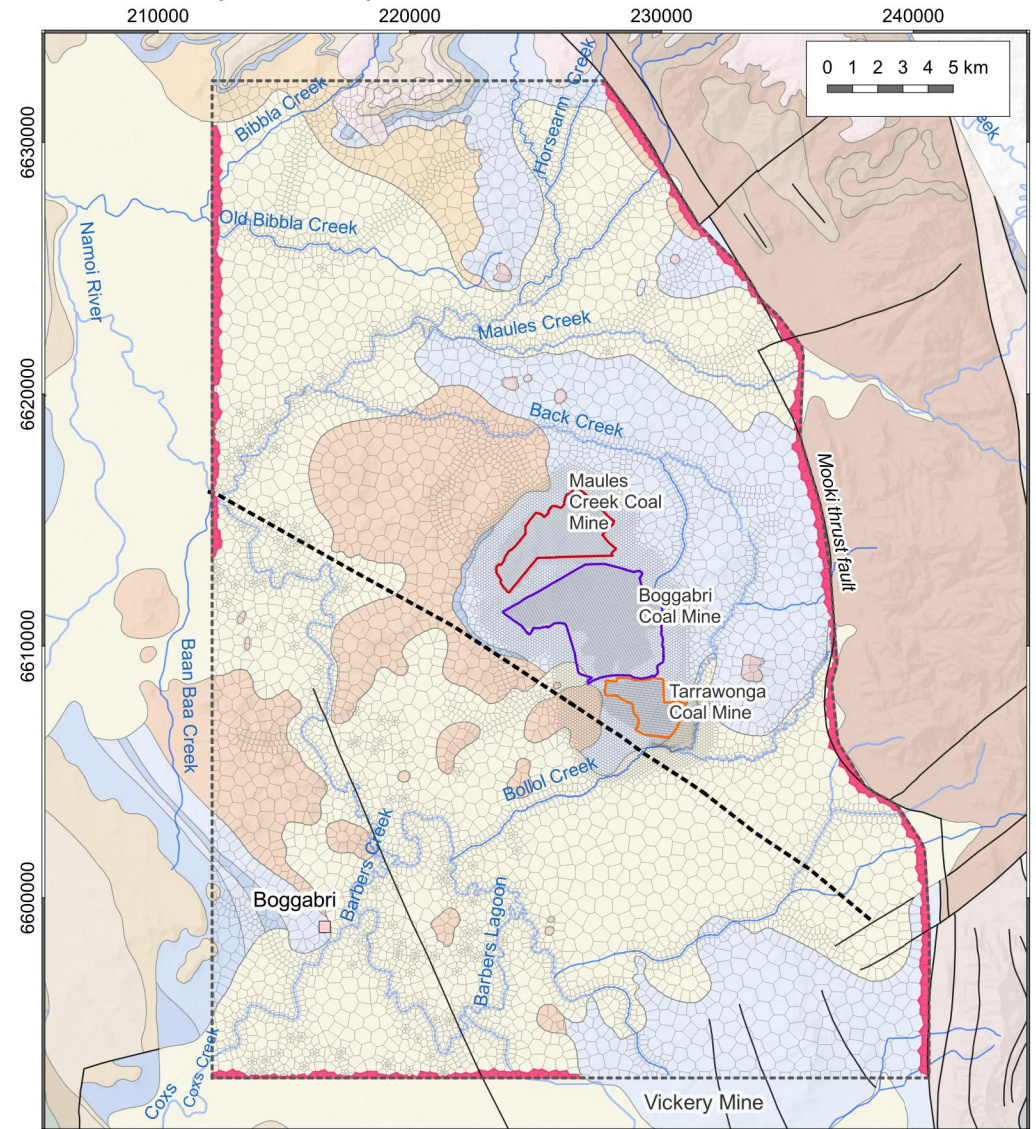 210000
220000
230000
240000
0 1 2 3 4 5 km
6630000
6620000
6610000
6600000
Bibbla Creek
Horsearm Creek
eek
Old Bibbla Creek
Namoi River
Maules Creek
Back Creek
Maules
Creek Coal
Mine
Mooki thrust fault
Boggabri
Coal Mine
Baan Baa Creek
Tarrawonga
Coal Mine
Bollol Creek
Barbers Creek
Boggabri
Barbers Lagoon
Coxs Creek
Coxs
Vickery Mine